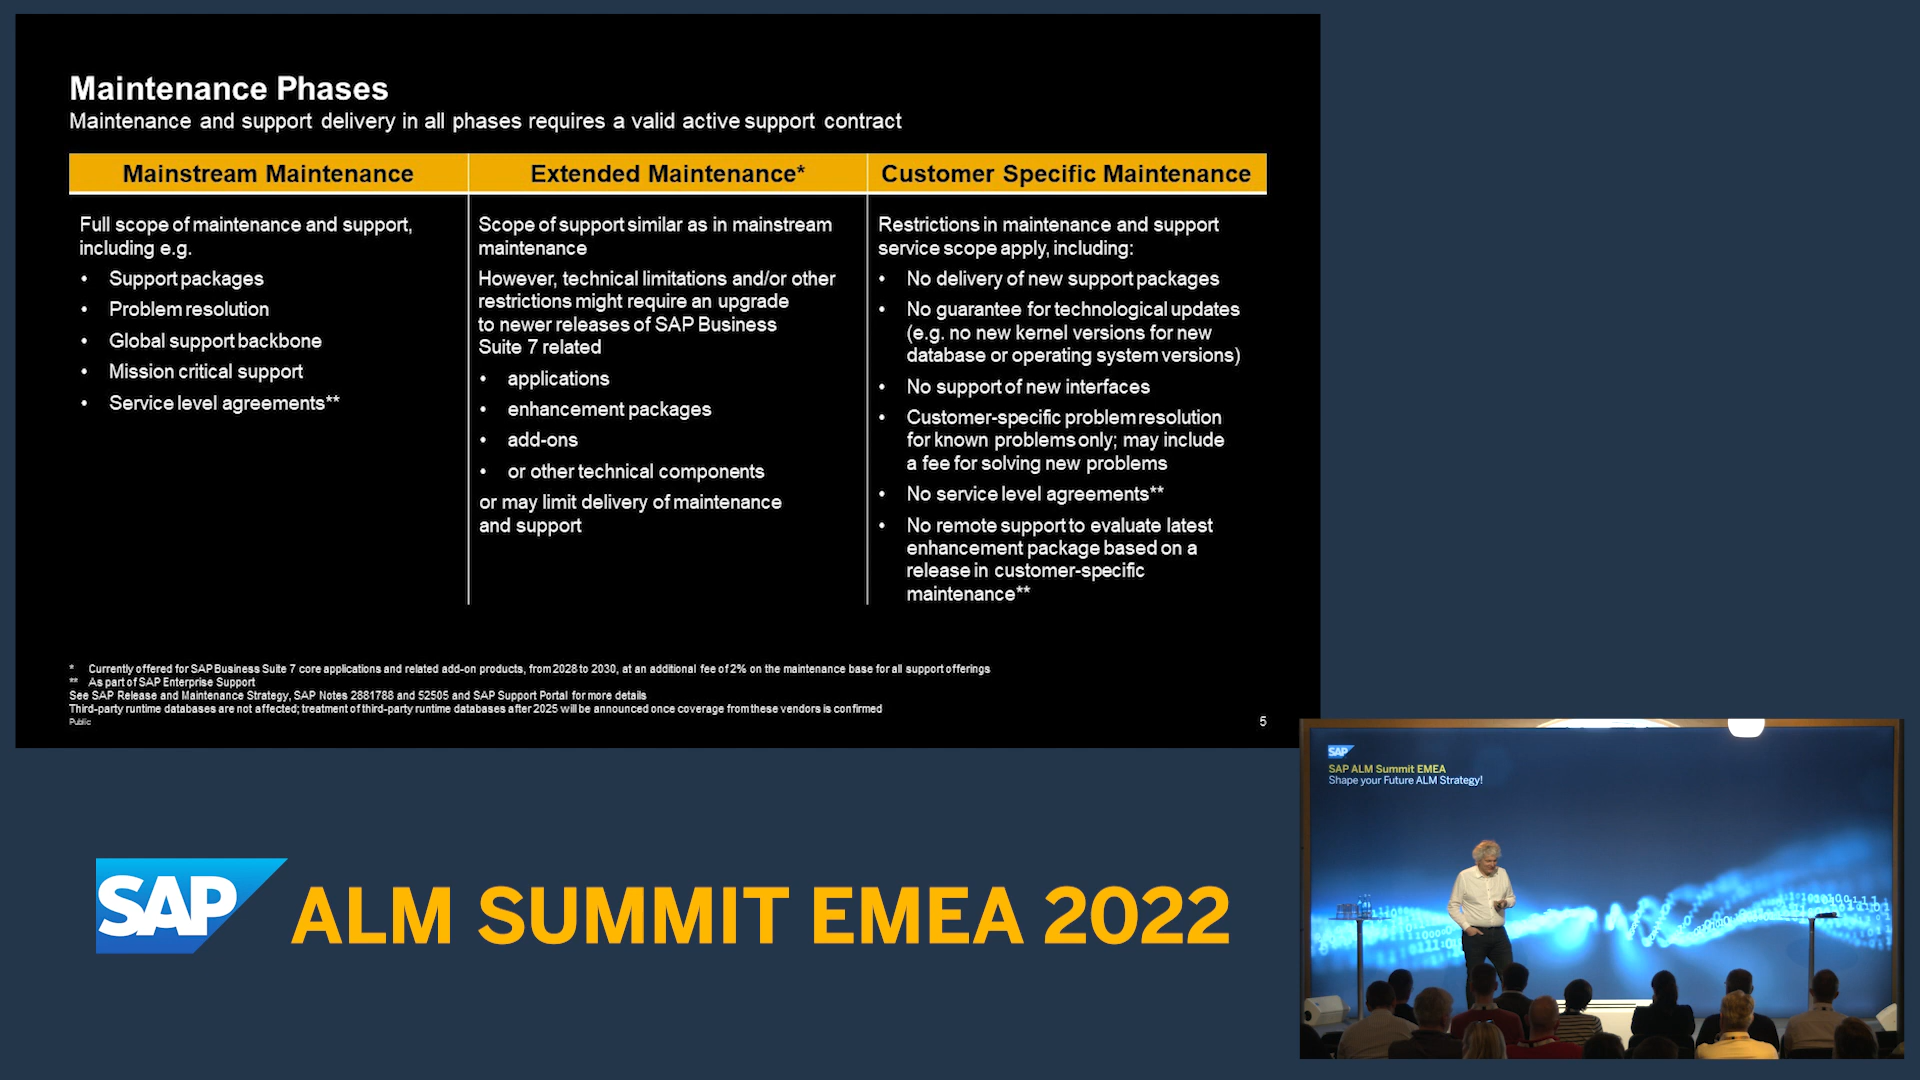 Maintenance Phases
Maintenance and support delivery in all phases requires a valid active support contract
Mainstream Maintenance
Full scope of maintenance and support,
including e.g.
• Support packages
• Problem resolution
• Global support backbone
• Mission critical support
• Service level agreements**
Extended Maintenance*
Scope of support similar as in mainstream
maintenance
However, technical limitations and/or other
restrictions might require an upgrade
to newer releases of SAP Business
Suite 7 related
• applications
• enhancement packages
• add-ons
• or other technical components
or may limit delivery of maintenance
and support
Customer Specific Maintenance
Restrictions in maintenance and support
service scope apply, including:
• No delivery of new support packages
• No guarantee for technological updates
(e.g. no new kernel versions for new
database or operating system versions)
• No support of new interfaces
• Customer-specific problem resolution
for known problems only; may include
a fee for solving new problems
• No service level agreements**
• No remote support to evaluate latest
enhancement package based on a
release in customer-specific
maintenance**
* Currently offered for SAP Business Suite 7 core applications and related add-on products, from 2028 to 2030, at an additional fee of 2% on the maintenance base for all support offerings
** As part of SAP Enterprise Support
See SAP Release and Maintenance Strategy, SAP Notes 2881788 and 52505 and SAP Support Portal for more details
Third-party runtime databases are not affected; treatment of third-party runtime databases after 2025 will be announced once coverage from these vendors is confirmed
Public
5
SAP
SAP ALM Summit EMEA
Shape your Future ALM Strategy!
SAP ALM SUMMIT EMEA 2022